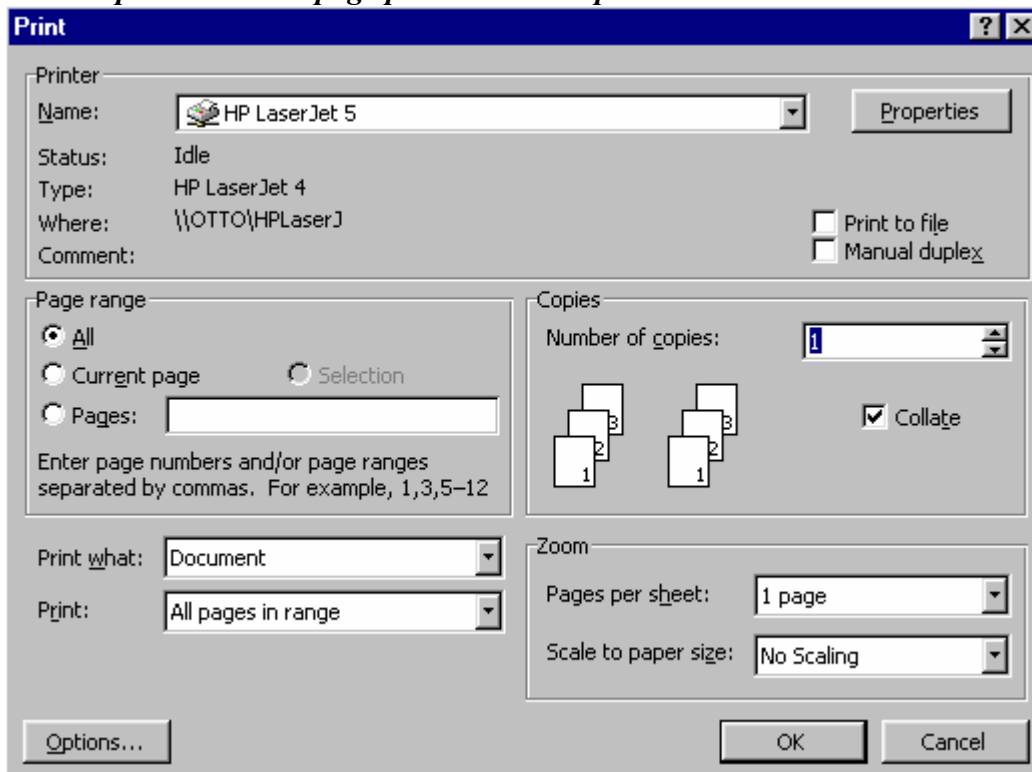 Print
Printer
Name: HP LaserJet 5 Properties
Status: Idle
Type: HP LaserJet 4
Where: \\OTTO\HPLaserJ
Print to file
Comment:
Manual duplex
Page range
All
Current page Selection
Pages:
Enter page numbers and/or page ranges
separated by commas. For example, 1,3,5–12
Copies
Number of copies: 1
3 3
2 2
1 1
Collate
Print what: Document
Print: All pages in range
Zoom
Pages per sheet: 1 page
Scale to paper size: No Scaling
Options... OK Cancel